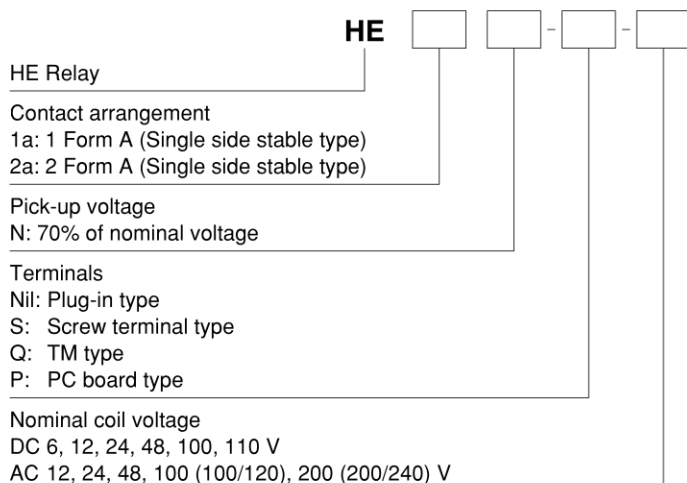 HE - -
HE Relay
Contact arrangement
1a: 1 Form A (Single side stable type)
2a: 2 Form A (Single side stable type)
Pick-up voltage
N: 70% of nominal voltage
Terminals
Nil: Plug-in type
S: Screw terminal type
Q: TM type
P: PC board type
Nominal coil voltage
DC 6, 12, 24, 48, 100, 110 V
AC 12, 24, 48, 100 (100/120), 200 (200/240) V